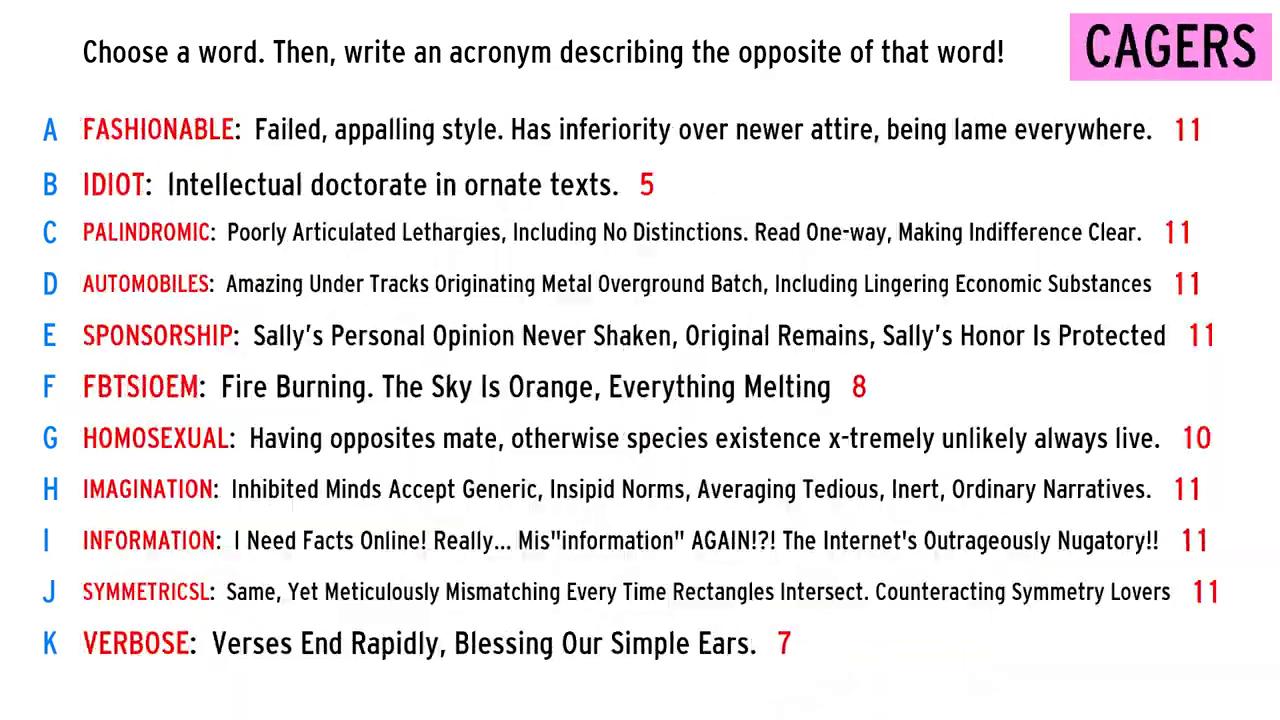 Choose a word. Then, write an acronym describing the opposite of that word!
CAGERS
A FASHIONABLE: Failed, appalling style. Has inferiority over newer attire, being lame everywhere. 11
B IDIOT: Intellectual doctorate in ornate texts. 5
C PALINDROMIC: Poorly Articulated Lethargies, Including No Distinctions. Read One-way, Making Indifference Clear. 11
D AUTOMOBILES: Amazing Under Tracks Originating Metal Overground Batch, Including Lingering Economic Substances 11
E SPONSORSHIP: Sally's Personal Opinion Never Shaken, Original Remains, Sally's Honor Is Protected 11
F FBTSIOEM: Fire Burning. The Sky Is Orange, Everything Melting 8
G HOMOSEXUAL: Having opposites mate, otherwise species existence x-tremely unlikely always live. 10
H IMAGINATION: Inhibited Minds Accept Generic, Insipid Norms, Averaging Tedious, Inert, Ordinary Narratives. 11
I INFORMATION: I Need Facts Online! Really... Mis"information" AGAIN!?! The Internet's Outrageously Nugatory!! 11
J SYMMETRICSL: Same, Yet Meticulously Mismatching Every Time Rectangles Intersect. Counteracting Symmetry Lovers 11
K VERBOSE: Verses End Rapidly, Blessing Our Simple Ears. 7